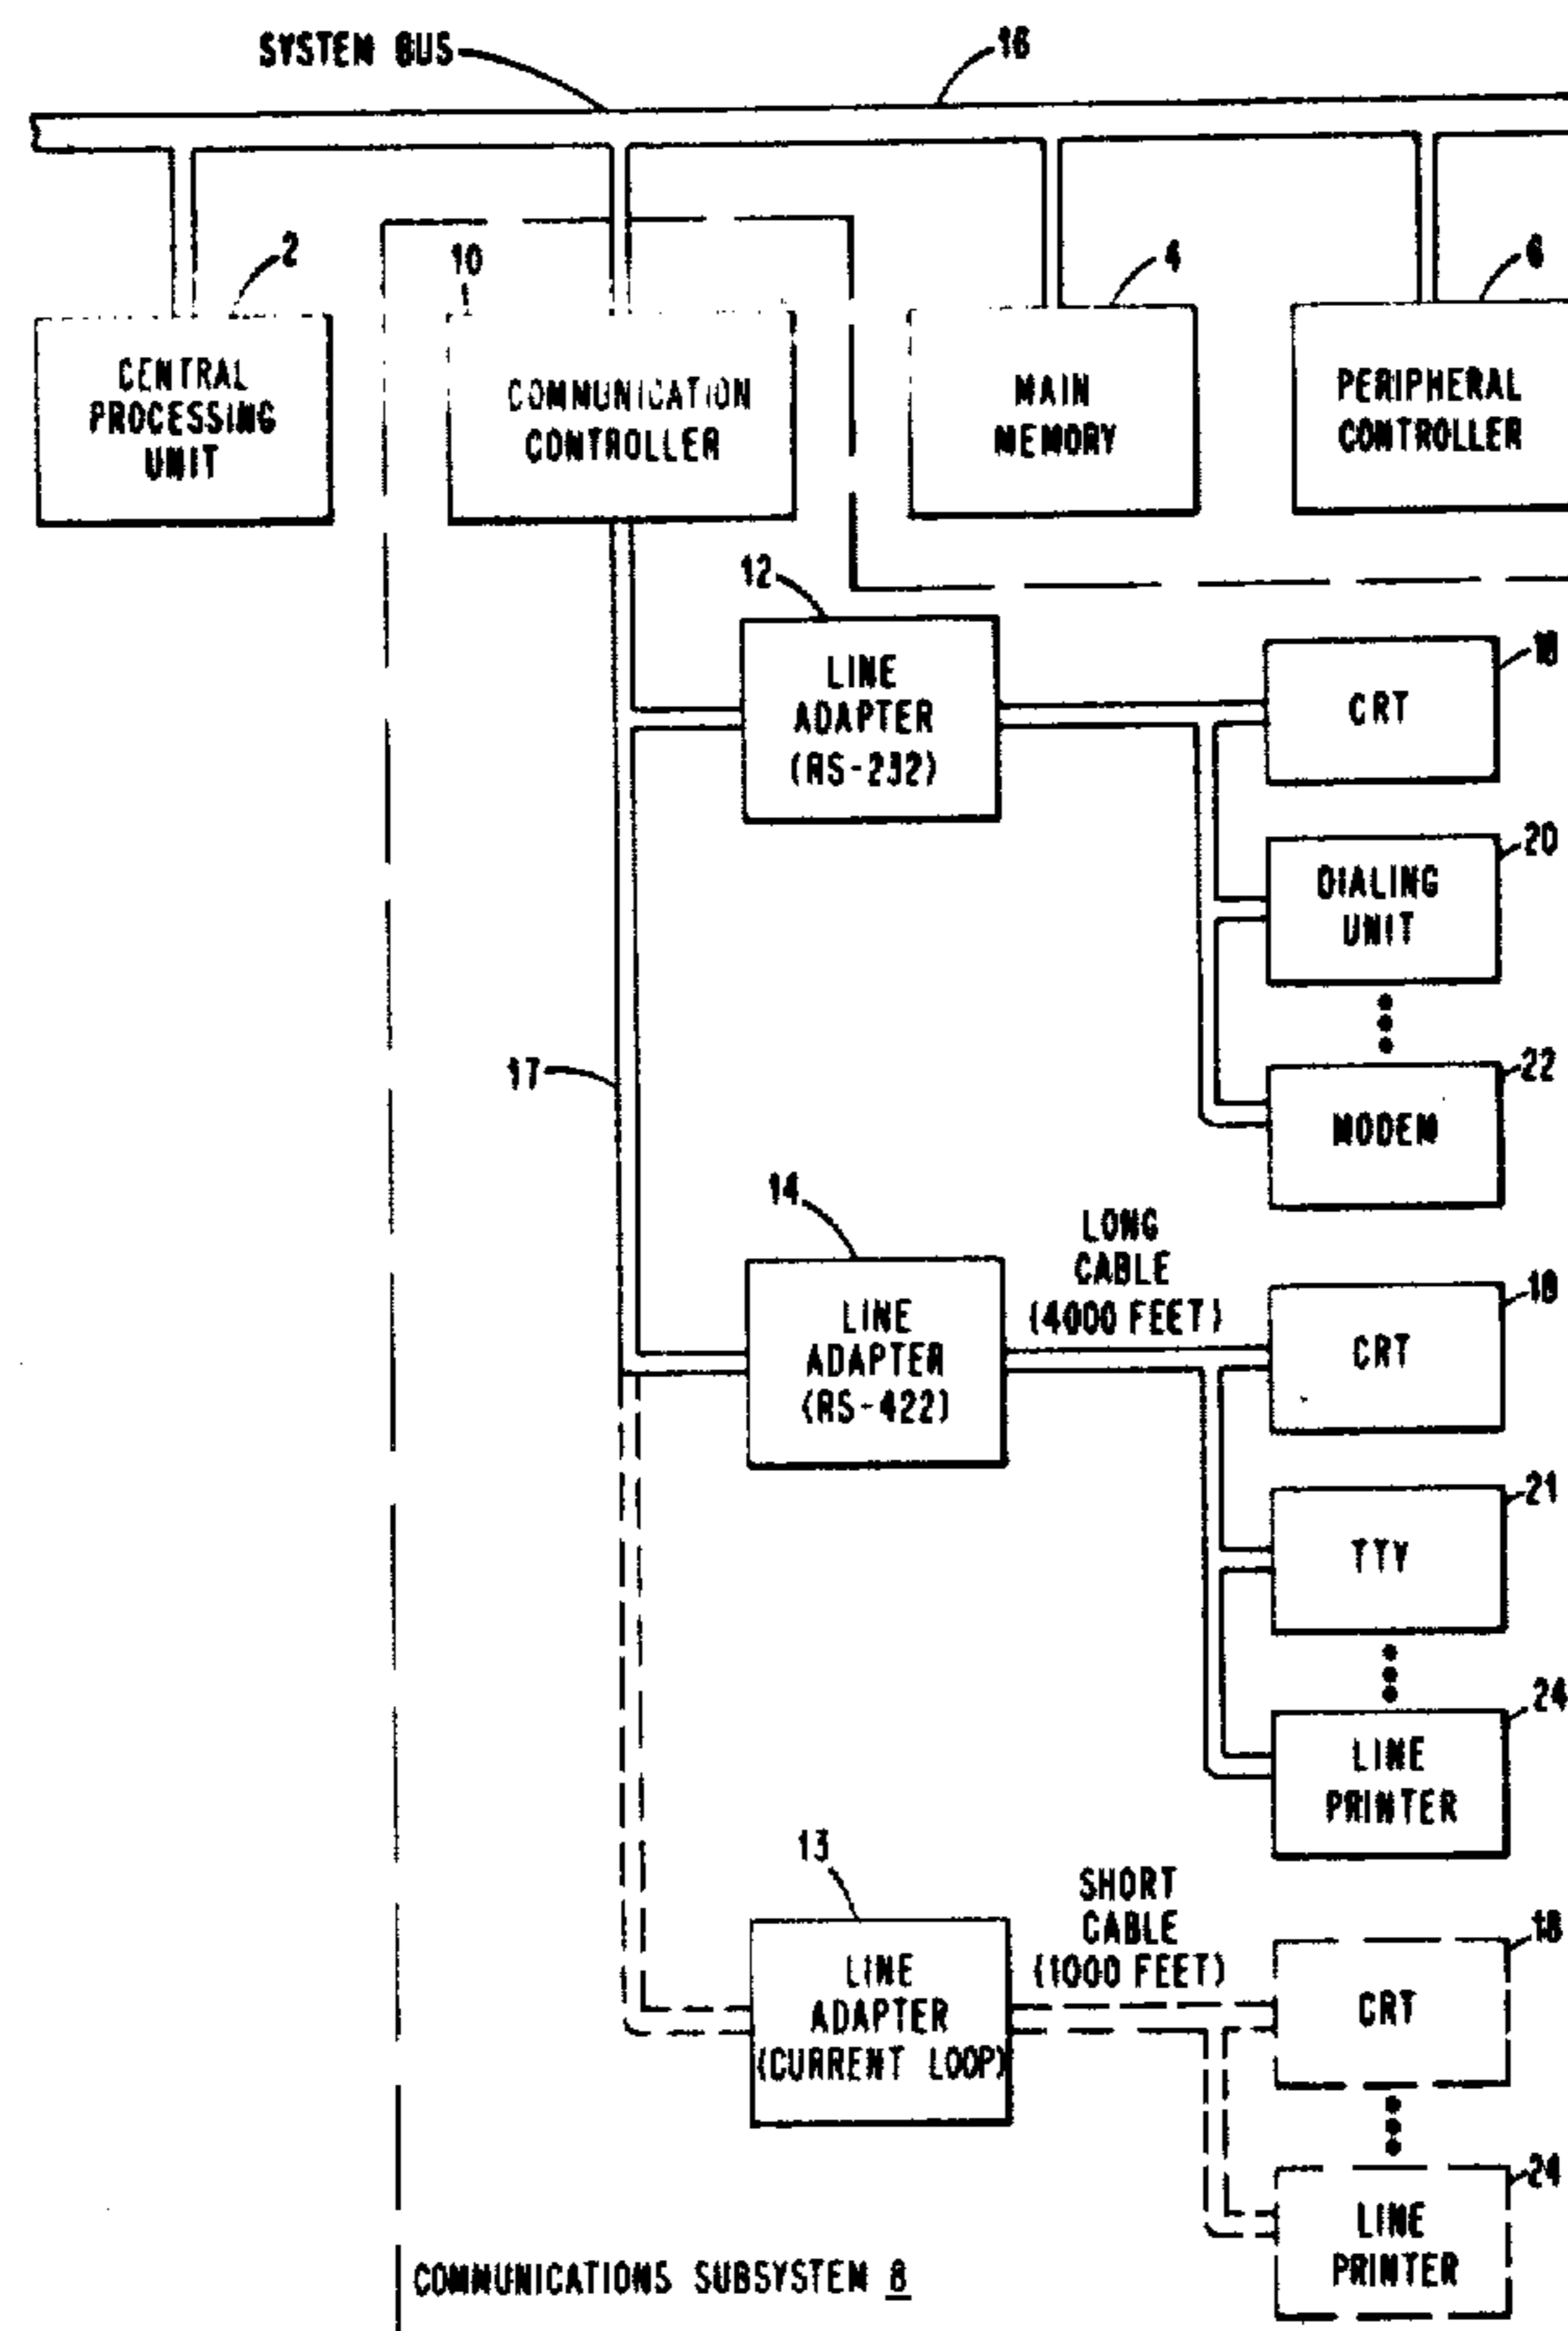 SYSTEM BUS
16
2
10
4
6
CENTRAL
PROCESSING
UNIT
COMMUNICATION
CONTROLLER
MAIN
MEMORY
PERIPHERAL
CONTROLLER
12
LINE
ADAPTER
(RS-232)
18
CRT
20
DIALING
UNIT
17
22
MODEM
14
LINE
ADAPTER
(RS-422)
LONG
CABLE
(4000 FEET)
18
CRT
21
TTY
24
LINE
PRINTER
13
LINE
ADAPTER
(CURRENT LOOP)
SHORT
CABLE
(1000 FEET)
18
CRT
24
LINE
PRINTER
COMMUNICATIONS SUBSYSTEM 8